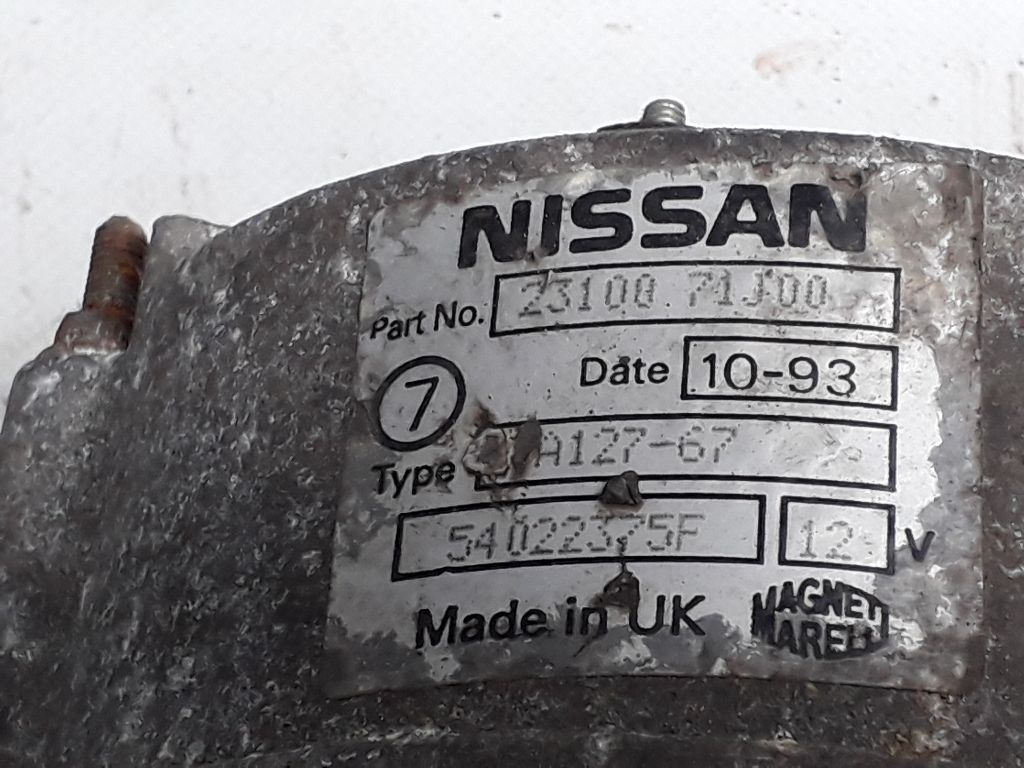 NISSAN
Part No. 23100 71J00
Date 10-93
7
Type A127-67
54022375F 12 V
Made in UK MAGNETI MARELLI